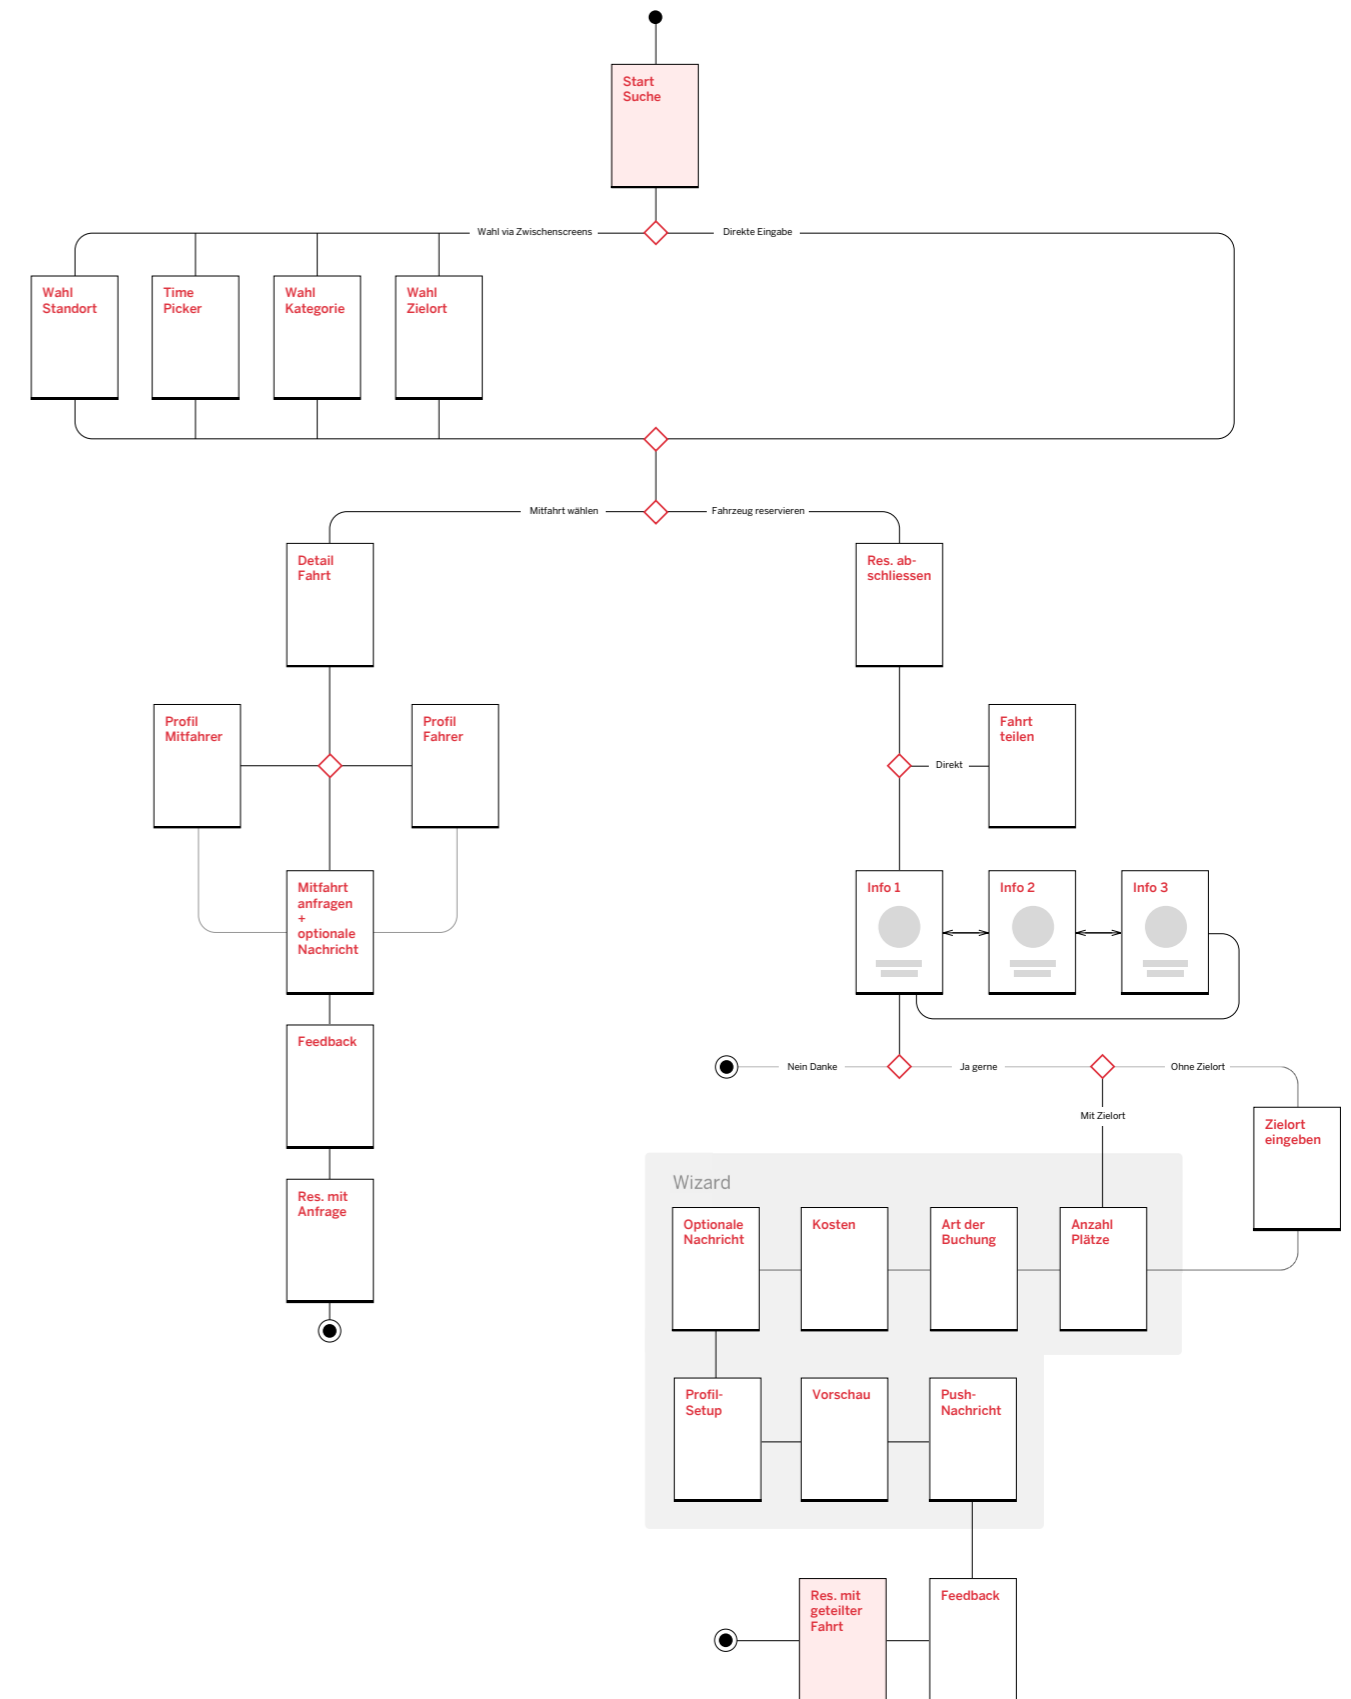 Start
Suche
Wahl via Zwischenscreens
Direkte Eingabe
Wahl
Standort
Time
Picker
Wahl
Kategorie
Wahl
Zielort
Mitfahrt wählen
Fahrzeug reservieren
Detail
Fahrt
Res. ab-
schliessen
Profil
Mitfahrer
Profil
Fahrer
Fahrt
teilen
Direkt
Mitfahrt
anfragen
+
optionale
Nachricht
Info 1
Info 2
Info 3
Feedback
Nein Danke
Ja gerne
Ohne Zielort
Mit Zielort
Zielort
eingeben
Res. mit
Anfrage
Wizard
Optionale
Nachricht
Kosten
Art der
Buchung
Anzahl
Plätze
Profil-
Setup
Vorschau
Push-
Nachricht
Res. mit
geteilter
Fahrt
Feedback